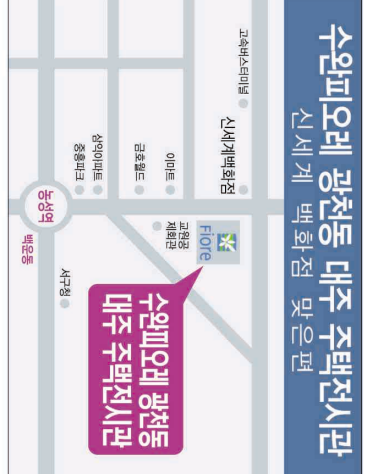 수완피오레 광천동 대주 주택전시관
신세계 백화점 맞은편
고속버스터미널
신세계백화점
이마트
금호월드
삼익아파트
중흥파크
농성역
백운동
서구청
교원공
제회관
Fiore
수완피오레 광천동
대주 주택전시관